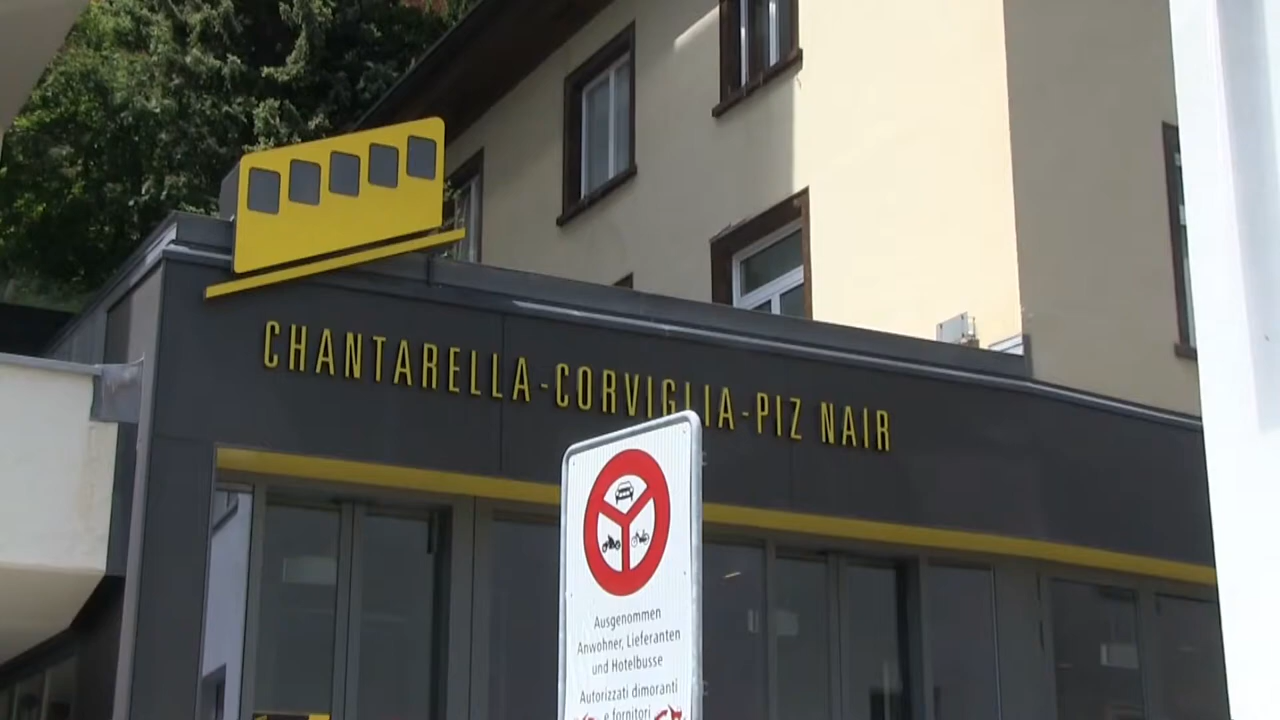 CHANTARELLA-CORVIGLIA-PIZ NAIR
Ausgenommen
Anwohner, Lieferanten
und Hotelbusse
Autorizzati dimoranti
e fornitori